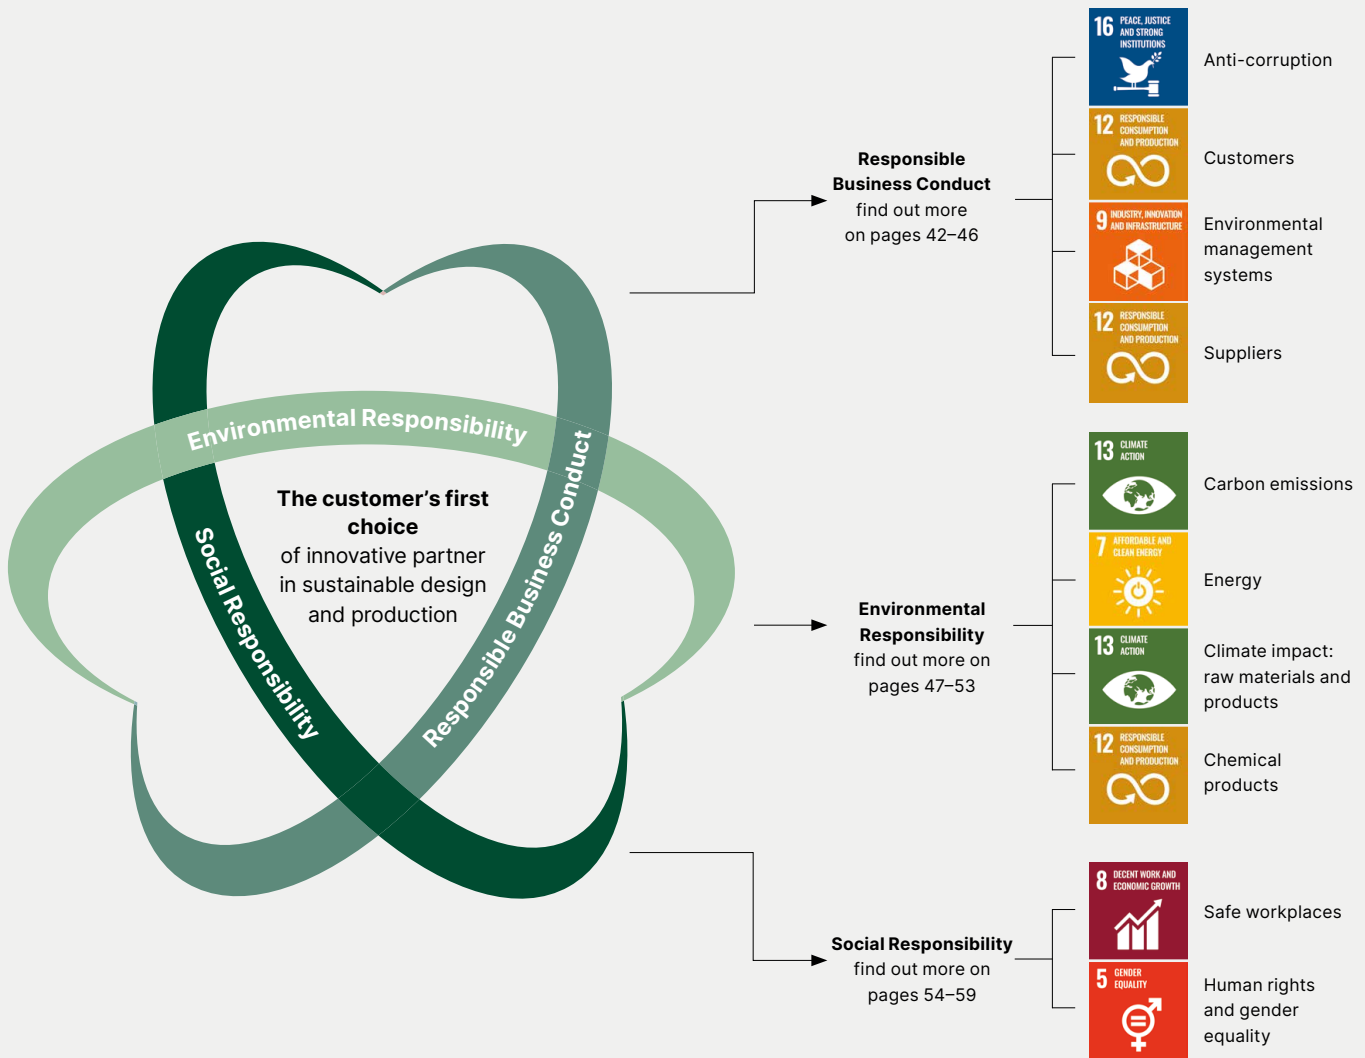 Environmental Responsibility
Social Responsibility
Responsible Business Conduct
The customer's first
choice
of innovative partner
in sustainable design
and production
Responsible
Business Conduct
find out more
on pages 42–46
16 PEACE, JUSTICE
AND STRONG
INSTITUTIONS
Anti-corruption
12 RESPONSIBLE
CONSUMPTION
AND PRODUCTION
Customers
9 INDUSTRY, INNOVATION
AND INFRASTRUCTURE
Environmental
management
systems
12 RESPONSIBLE
CONSUMPTION
AND PRODUCTION
Suppliers
Environmental
Responsibility
find out more on
pages 47–53
13 CLIMATE
ACTION
Carbon emissions
7 AFFORDABLE AND
CLEAN ENERGY
Energy
13 CLIMATE
ACTION
Climate impact:
raw materials and
products
12 RESPONSIBLE
CONSUMPTION
AND PRODUCTION
Chemical
products
Social Responsibility
find out more on
pages 54–59
8 DECENT WORK AND
ECONOMIC GROWTH
Safe workplaces
5 GENDER
EQUALITY
Human rights
and gender
equality